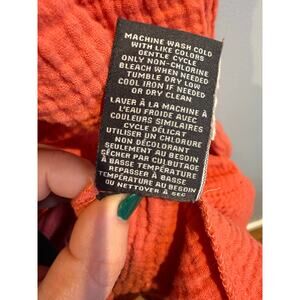 MACHINE WASH COLD
WITH LIKE COLORS
GENTLE CYCLE
ONLY NON-CHLORINE
BLEACH WHEN NEEDED
TUMBLE DRY LOW
COOL IRON IF NEEDED
OR DRY CLEAN
LAVER À LA MACHINE À
L'EAU FROIDE AVEC
COULEURS SIMILAIRES
CYCLE DÉLICAT
UTILISER UN CHLORURE
NON DÉCOLORANT
SEULEMENT AU BESOIN
SÉCHER PAR CULBUTAGE
À BASSE TEMPÉRATURE
REPASSER À BASSE
TEMPÉRATURE AU BESOIN
OU NETTOYER À SEC